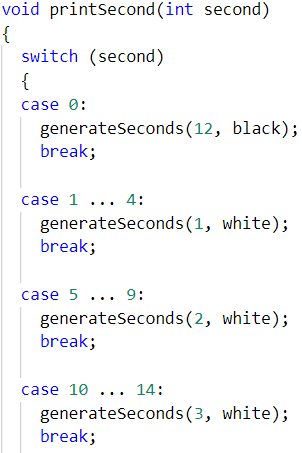 void printSecond(int second)
{
switch (second)
{
case 0:
generateSeconds(12, black);
break;
case 1 ... 4:
generateSeconds(1, white);
break;
case 5 ... 9:
generateSeconds(2, white);
break;
case 10 ... 14:
generateSeconds(3, white);
break;